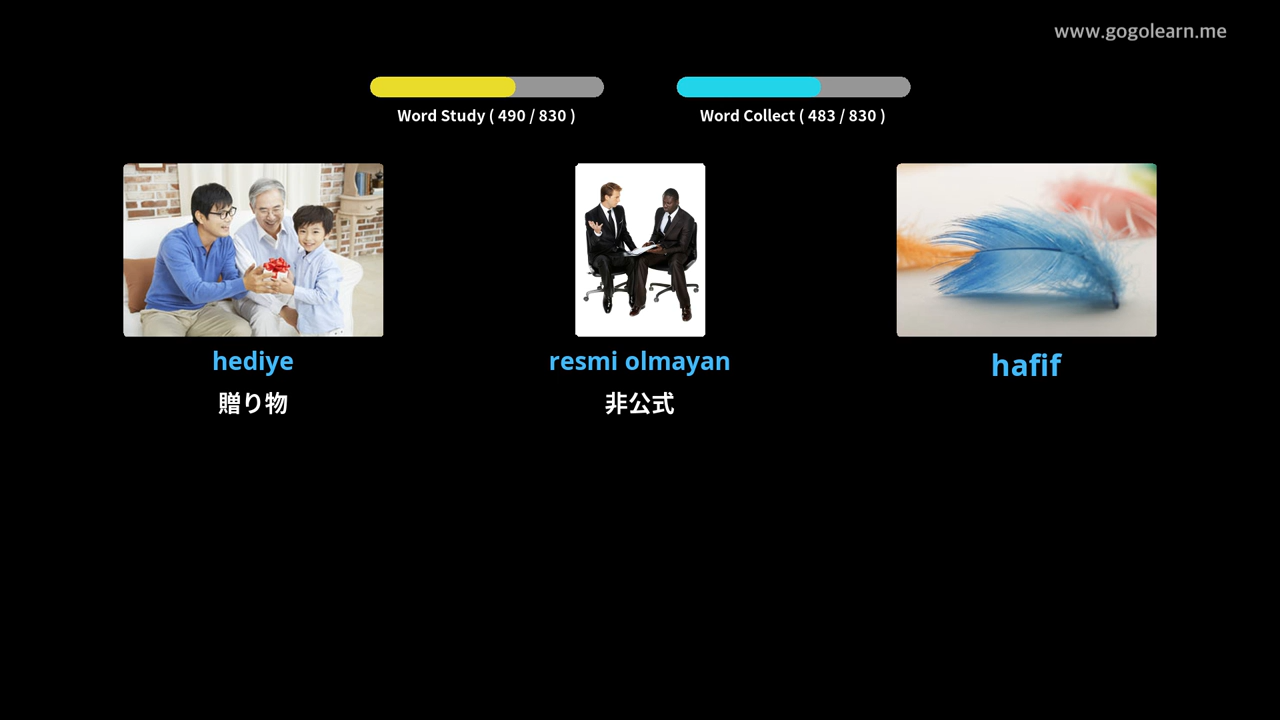 www.gogolearn.me
Word Study ( 490 / 830 )
Word Collect ( 483 / 830 )
hediye
贈り物
resmi olmayan
非公式
hafif